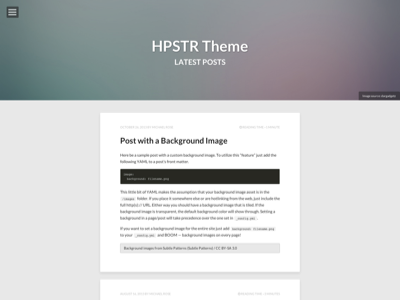 HPSTR Theme
LATEST POSTS
Post with a Background Image
Here be a sample post with a custom background image. To utilize this "feature" just add the
following YAML to a post's front matter.
image:
background: filename.png
This little bit of YAML makes the assumption that your background image asset is in the
/images folder. If you place it somewhere else or are hotlinking from the web, just include the
full http(s):// URL. Either way you should have a background image that is tiled. If the
background image is transparent, the default background color will show through. Setting a
background in a page/post will take precedence over the one set in _config.yml.
If you want to set a background image for the entire site just add background: filename.png
to your _config.yml and BOOM — background images on every page!
Background images from Subtle Patterns (Subtle Patterns) / CC BY-SA 3.0